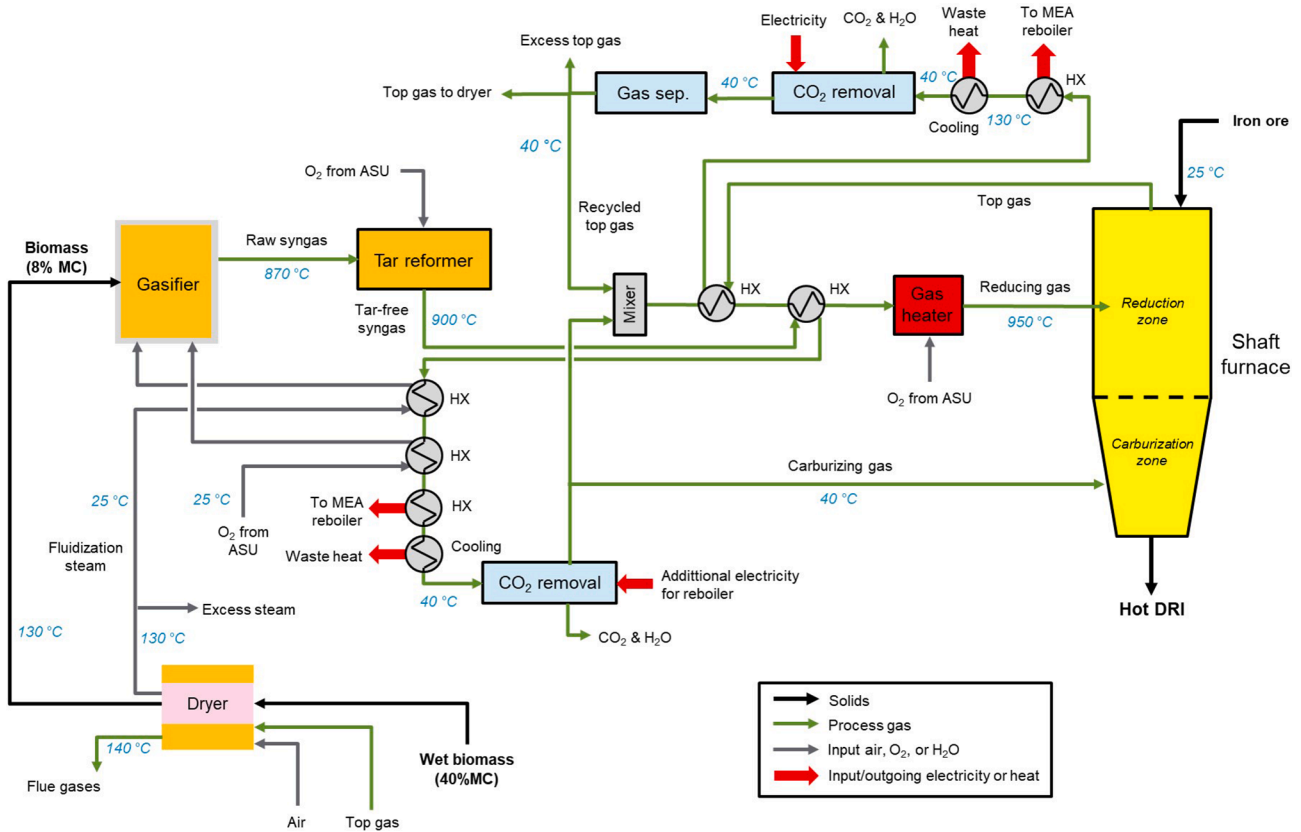 Electricity
CO₂ & H₂O
Waste
heat
To MEA
reboiler
Excess top gas
Top gas to dryer
Gas sep.
40 °C
CO₂ removal
40 °C
HX
Cooling
130 °C
Iron ore
25 °C
40 °C
O₂ from ASU
Top gas
Recycled
top gas
Biomass
(8% MC)
Raw syngas
870 °C
Gasifier
Tar reformer
Tar-free
syngas
900 °C
Mixer
HX
HX
Gas
heater
Reducing gas
950 °C
Reduction
zone
Shaft
furnace
O₂ from ASU
HX
Carburization
zone
HX
Carburizing gas
40 °C
25 °C
25 °C
O₂ from
ASU
To MEA
reboiler
HX
Waste heat
Cooling
Fluidization
steam
40 °C
CO₂ removal
Addittional electricity
for reboiler
Excess steam
CO₂ & H₂O
Hot DRI
130 °C
130 °C
Dryer
140 °C
Flue gases
Wet biomass
(40%MC)
Air
Top gas
Solids
Process gas
Input air, O₂, or H₂O
Input/outgoing electricity or heat